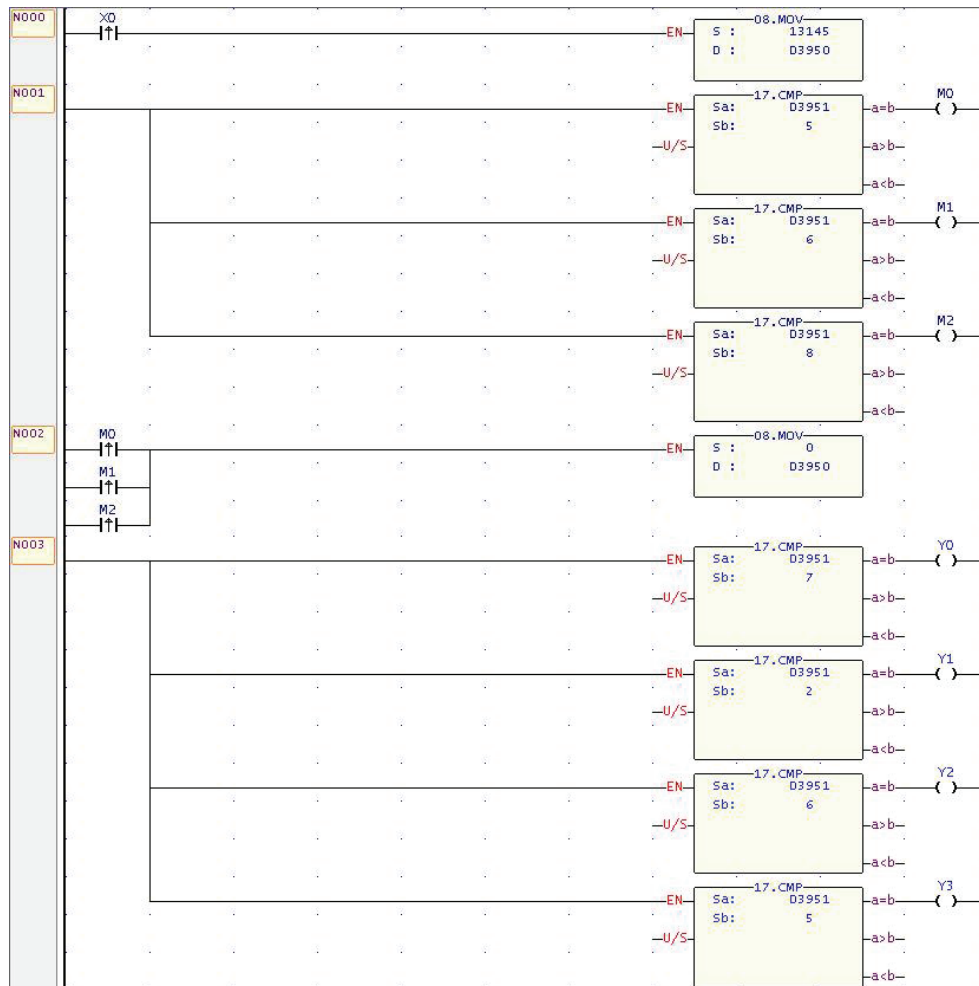 N000
X0
EN
08.MOV
S : 13145
D : D3950
N001
EN
17.CMP
Sa: D3951
Sb: 5
U/S
a=b
a>b
a<b
M0
EN
17.CMP
Sa: D3951
Sb: 6
U/S
a=b
a>b
a<b
M1
EN
17.CMP
Sa: D3951
Sb: 8
U/S
a=b
a>b
a<b
M2
N002
M0
M1
M2
EN
08.MOV
S : 0
D : D3950
N003
EN
17.CMP
Sa: D3951
Sb: 7
U/S
a=b
a>b
a<b
Y0
EN
17.CMP
Sa: D3951
Sb: 2
U/S
a=b
a>b
a<b
Y1
EN
17.CMP
Sa: D3951
Sb: 6
U/S
a=b
a>b
a<b
Y2
EN
17.CMP
Sa: D3951
Sb: 5
U/S
a=b
a>b
a<b
Y3